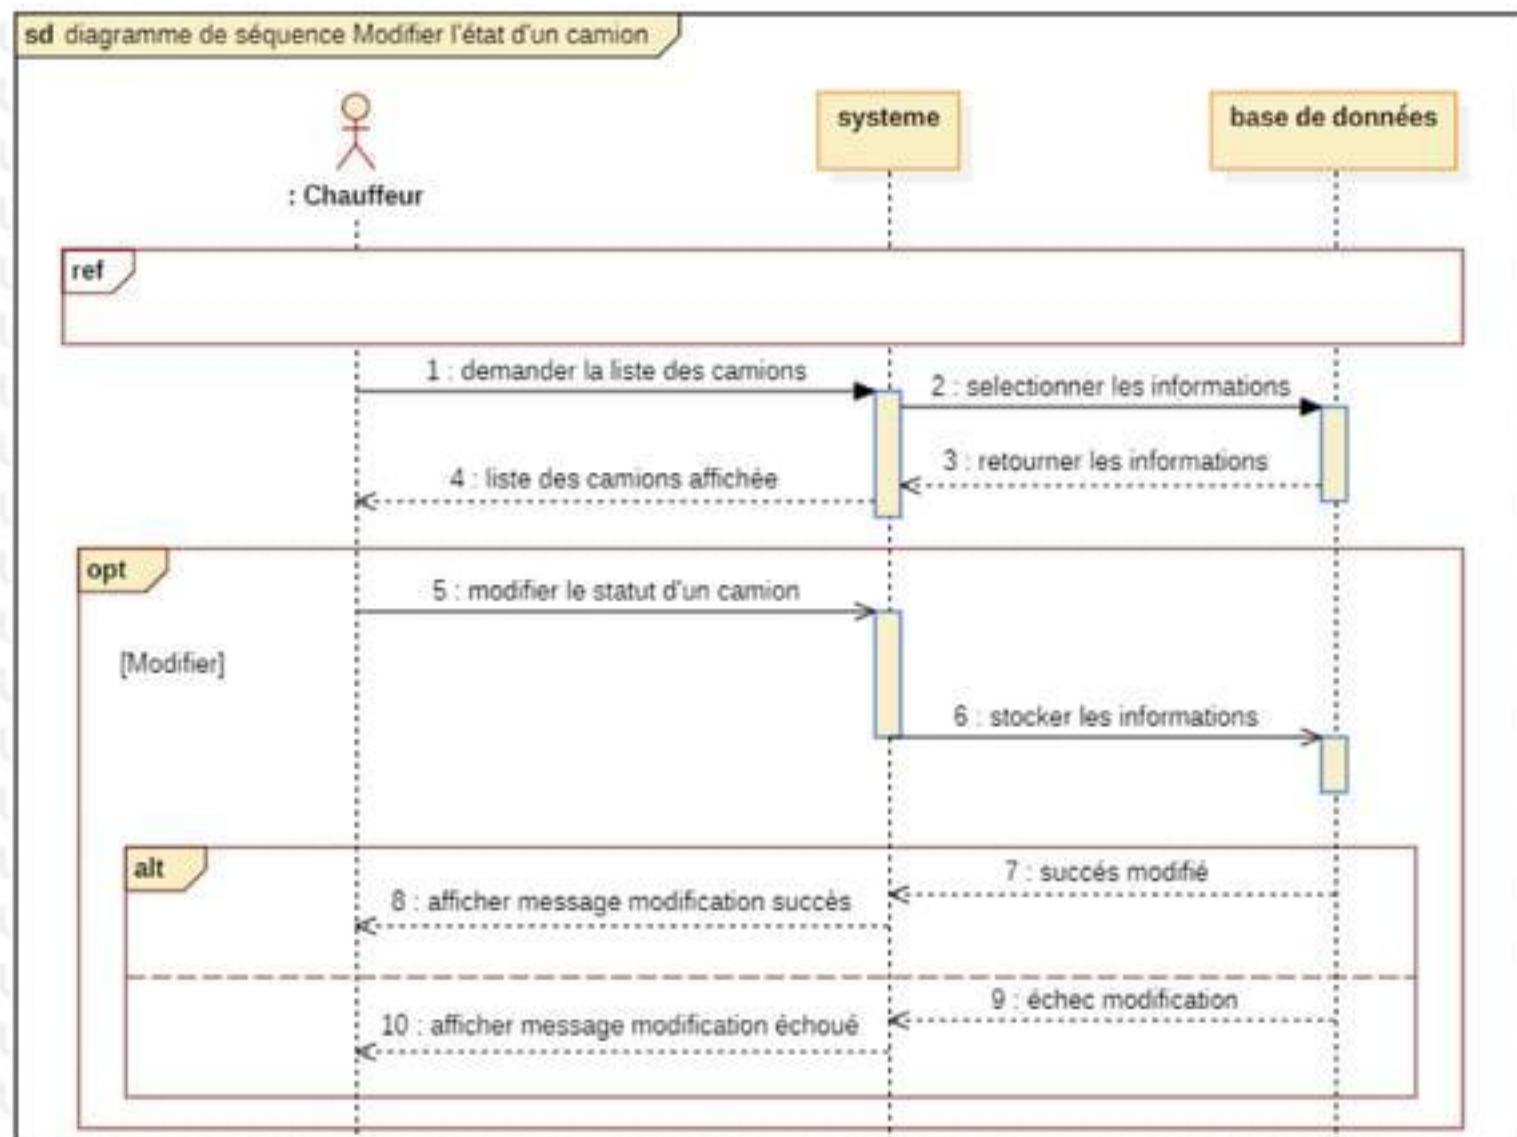 sd diagramme de séquence Modifier l'état d'un camion
: Chauffeur
systeme
base de données
ref
1 : demander la liste des camions
2 : selectionner les informations
3 : retourner les informations
4 : liste des camions affichée
opt
5 : modifier le statut d'un camion
[Modifier]
6 : stocker les informations
alt
7 : succés modifié
8 : afficher message modification succès
9 : échec modification
10 : afficher message modification échoué